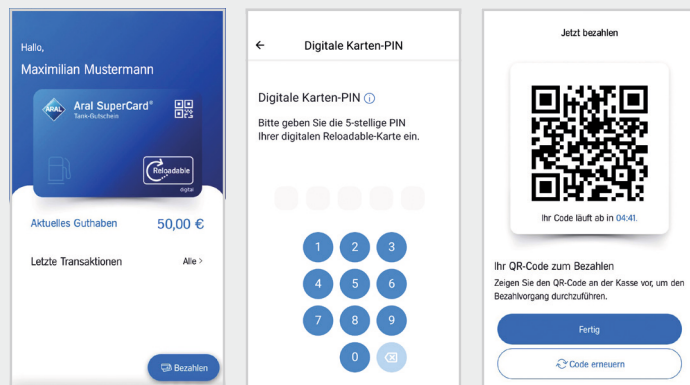 Hallo,
Maximilian Mustermann
ARAL
Aral SuperCard®
Tank-Gutschein
Reloadable
digital
Aktuelles Guthaben 50,00 €
Letzte Transaktionen Alle >
Bezahlen
← Digitale Karten-PIN
Digitale Karten-PIN ⓘ
Bitte geben Sie die 5-stellige PIN
Ihrer digitalen Reloadable-Karte ein.
1 2 3
4 5 6
7 8 9
0
Jetzt bezahlen
Ihr Code läuft ab in 04:41.
Ihr QR-Code zum Bezahlen
Zeigen Sie den QR-Code an der Kasse vor, um den
Bezahlvorgang durchzuführen.
Fertig
Code erneuern